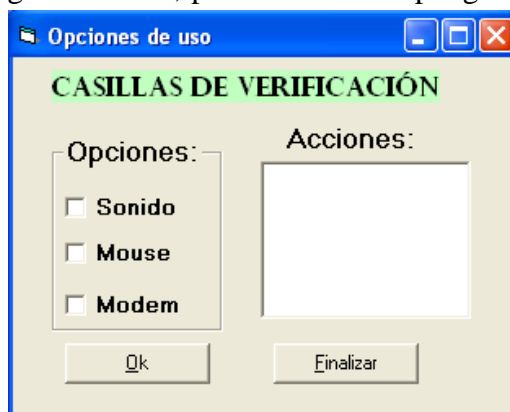 Opciones de uso
CASILLAS DE VERIFICACIÓN
Opciones:
Sonido
Mouse
Modem
Acciones:
Ok
Finalizar